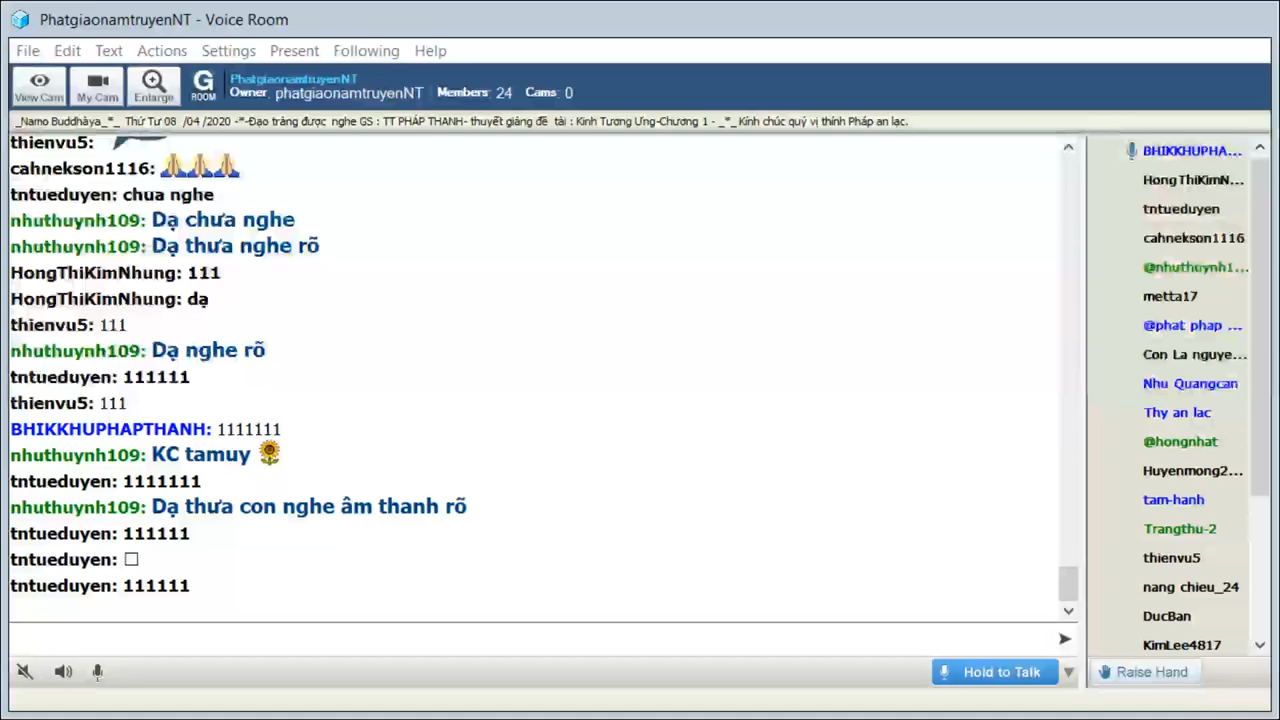 PhatgiaonamtruyenNT - Voice Room
File Edit Text Actions Settings Present Following Help
View Cam My Cam Enlarge G ROOM
PhatgiaonamtruyenNT
Owner: phatgiaonamtruyenNT Members: 24 Cams: 0
_Namo Buddhàya_*_ Thứ Tư 08 /04 /2020 -*-Đạo tràng được nghe GS : TT PHÁP THANH- thuyết giảng đề tài : Kinh Tương Ưng-Chương 1 - _*_ Kính chúc quý vị thính Pháp an lạc.
thienvu5:
cahnekson1116: 🙏🙏🙏
tntueduyen: chua nghe
nhuthuynh109: Dạ chưa nghe
nhuthuynh109: Dạ thưa nghe rõ
HongThiKimNhung: 111
HongThiKimNhung: dạ
thienvu5: 111
nhuthuynh109: Dạ nghe rõ
tntueduyen: 111111
thienvu5: 111
BHIKKHUPHAPTHANH: 1111111
nhuthuynh109: KC tamuy 🌻
tntueduyen: 1111111
nhuthuynh109: Dạ thưa con nghe âm thanh rõ
tntueduyen: 111111
tntueduyen: □
tntueduyen: 111111
Hold to Talk
BHIKKHUPHA...
HongThiKimN...
tntueduyen
cahnekson1116
@nhuthuynh1...
metta17
@phat phap ...
Con La nguye...
Nhu Quangcan
Thy an lac
@hongnhat
Huyenmong2...
tam-hanh
Trangthu-2
thienvu5
nang chieu_24
DucBan
KimLee4817
Raise Hand